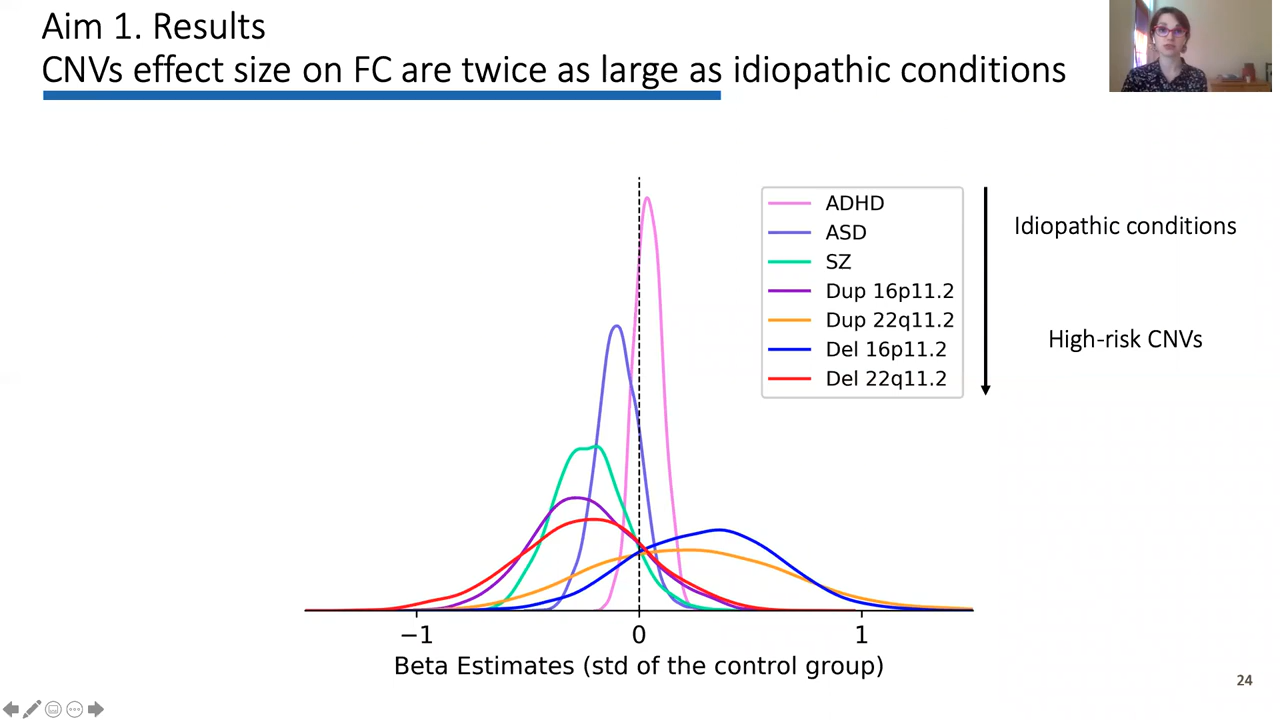 Aim 1. Results
CNVs effect size on FC are twice as large as idiopathic conditions
ADHD
ASD
SZ
Dup 16p11.2
Dup 22q11.2
Del 16p11.2
Del 22q11.2
Idiopathic conditions
High-risk CNVs
−1
0
1
Beta Estimates (std of the control group)
24